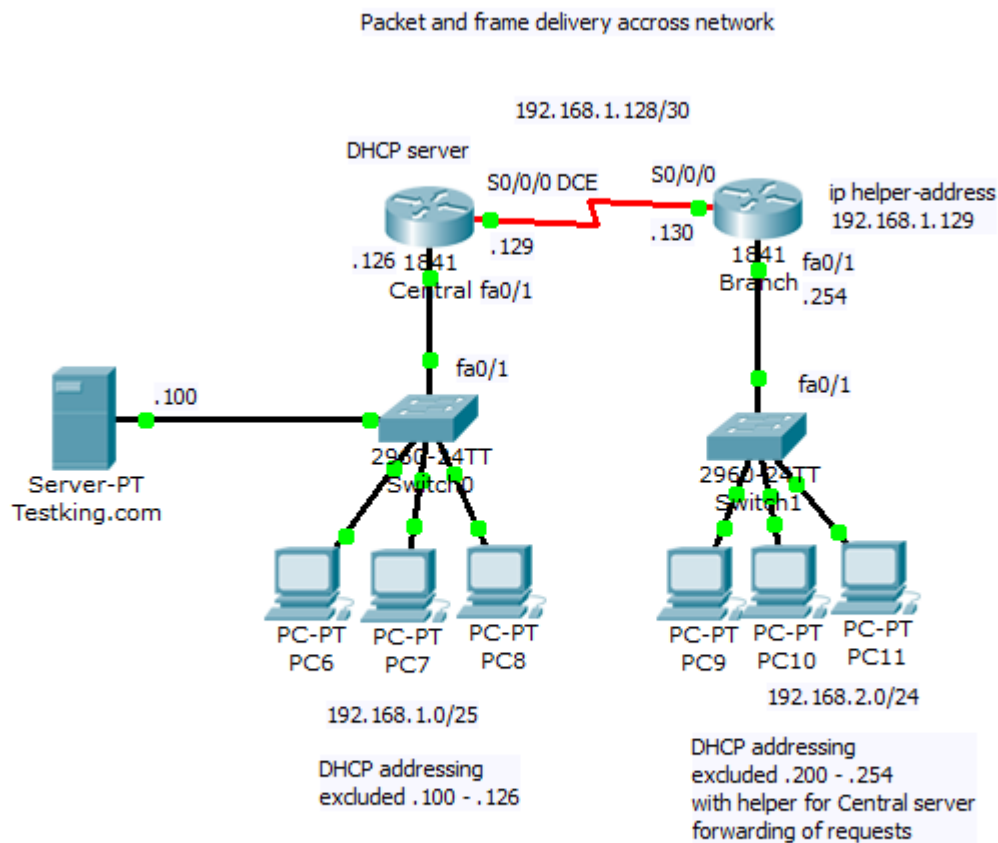 Packet and frame delivery accross network
192.168.1.128/30
DHCP server
S0/0/0 DCE
S0/0/0
ip helper-address
192.168.1.129
.126
1841
.129
.130
1841
fa0/1
Central fa0/1
Branch
.254
fa0/1
fa0/1
.100
2960-24TT
Switch0
2960-24TT
Switch1
Server-PT
Testking.com
PC-PT
PC6
PC-PT
PC7
PC-PT
PC8
PC-PT
PC9
PC-PT
PC10
PC-PT
PC11
192.168.1.0/25
192.168.2.0/24
DHCP addressing
excluded .100 - .126
DHCP addressing
excluded .200 - .254
with helper for Central server
forwarding of requests